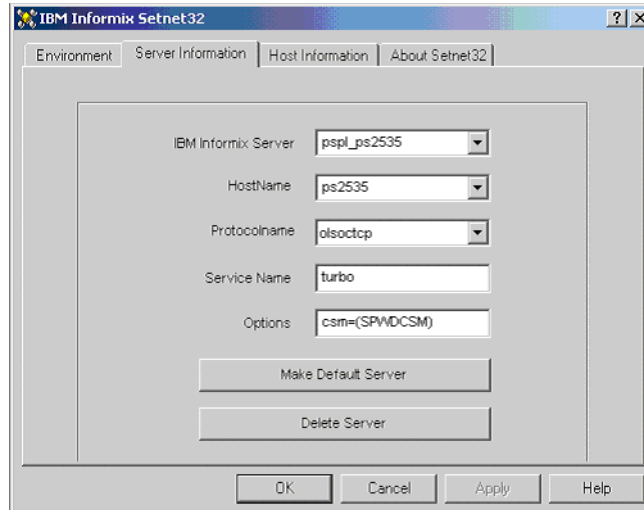 IBM Informix Setnet32
Environment
Server Information
Host Information
About Setnet32
IBM Informix Server
pspl_ps2535
HostName
ps2535
Protocolname
olsoctcp
Service Name
turbo
Options
csm=(SPWDCSM)
Make Default Server
Delete Server
OK
Cancel
Apply
Help